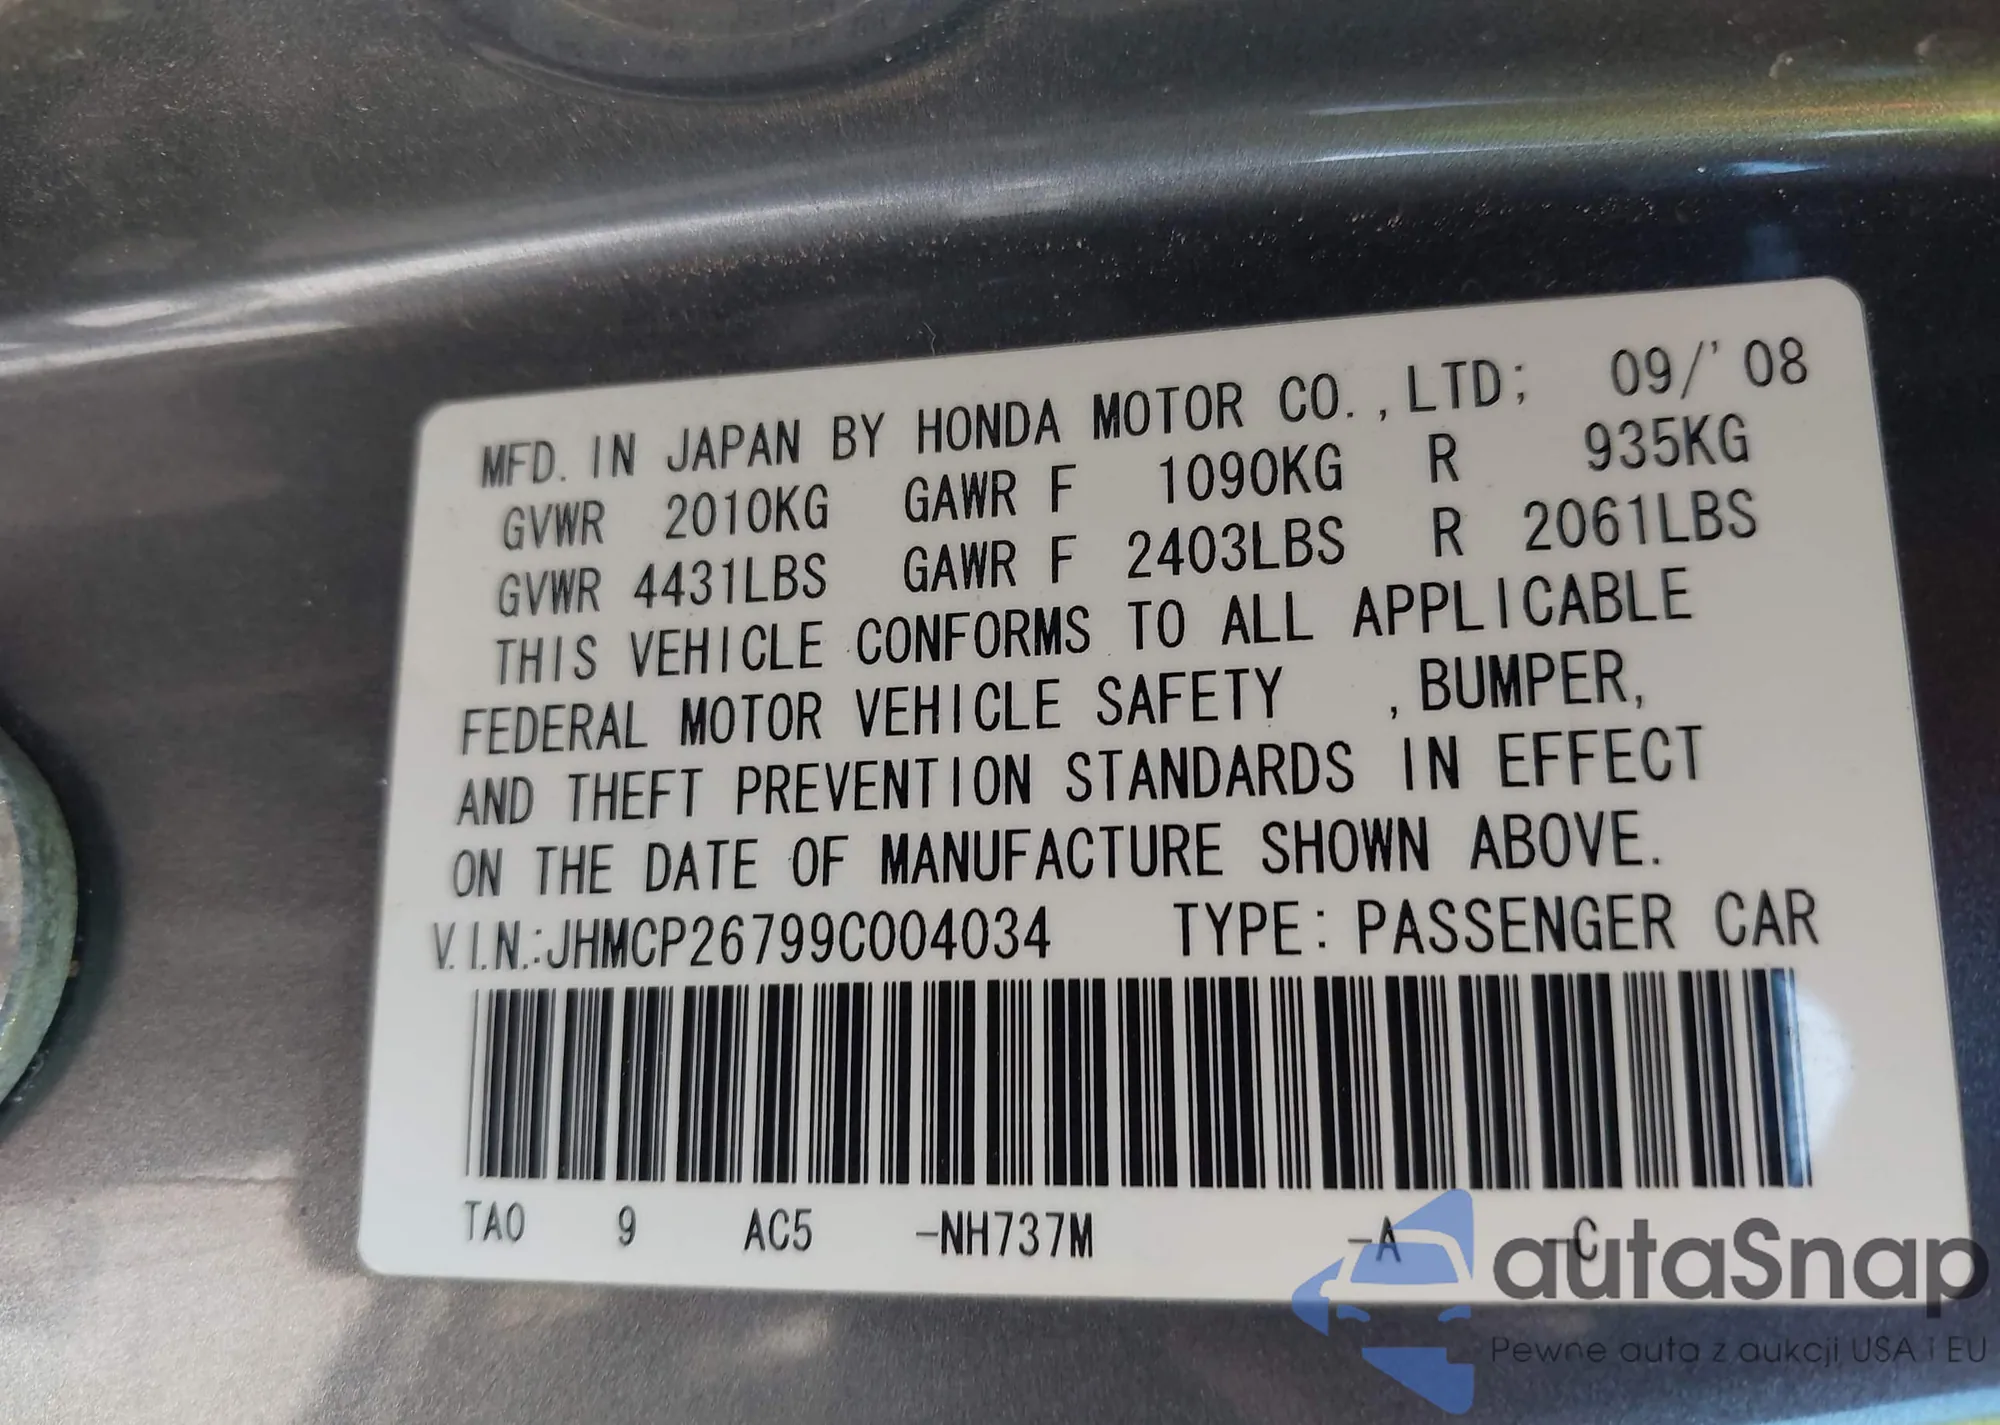 MFD. IN JAPAN BY HONDA MOTOR CO.,LTD; 09/'08
GVWR 2010KG GAWR F 1090KG R 935KG
GVWR 4431LBS GAWR F 2403LBS R 2061LBS
THIS VEHICLE CONFORMS TO ALL APPLICABLE
FEDERAL MOTOR VEHICLE SAFETY ,BUMPER,
AND THEFT PREVENTION STANDARDS IN EFFECT
ON THE DATE OF MANUFACTURE SHOWN ABOVE.
V.I.N.:JHMCP26799C004034 TYPE: PASSENGER CAR
TA0 9 AC5 -NH737M -A -C
autaSnap
Pewne auta z aukcji USA i EU